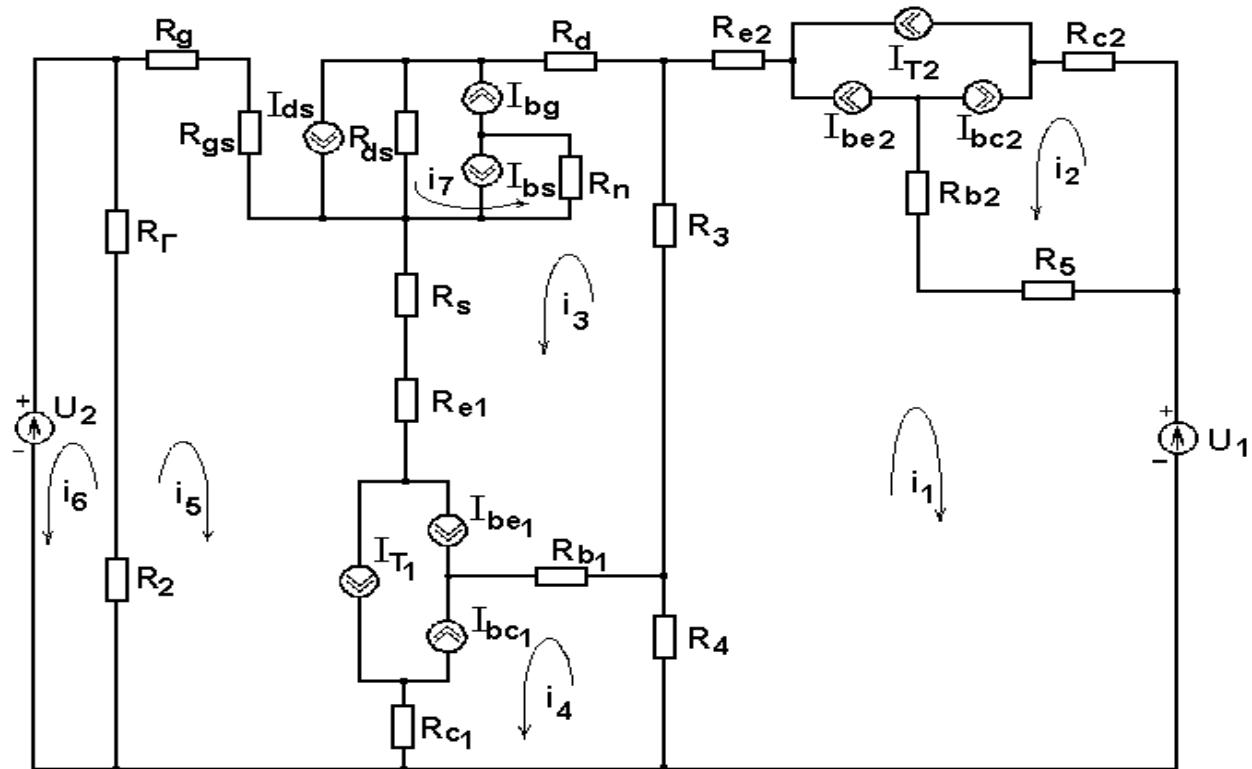 Rg
Rd
Re2
IT2
Rc2
Ids
Rgs
Rds
Ibg
Ibs
Rn
i7
Ibe2
Ibc2
i2
Rb2
RГ
R3
R5
Rs
i3
Re1
+
U2
-
+
U1
-
i6
i5
i1
IT1
Ibe1
Rb1
R2
Ibc1
R4
i4
Rc1